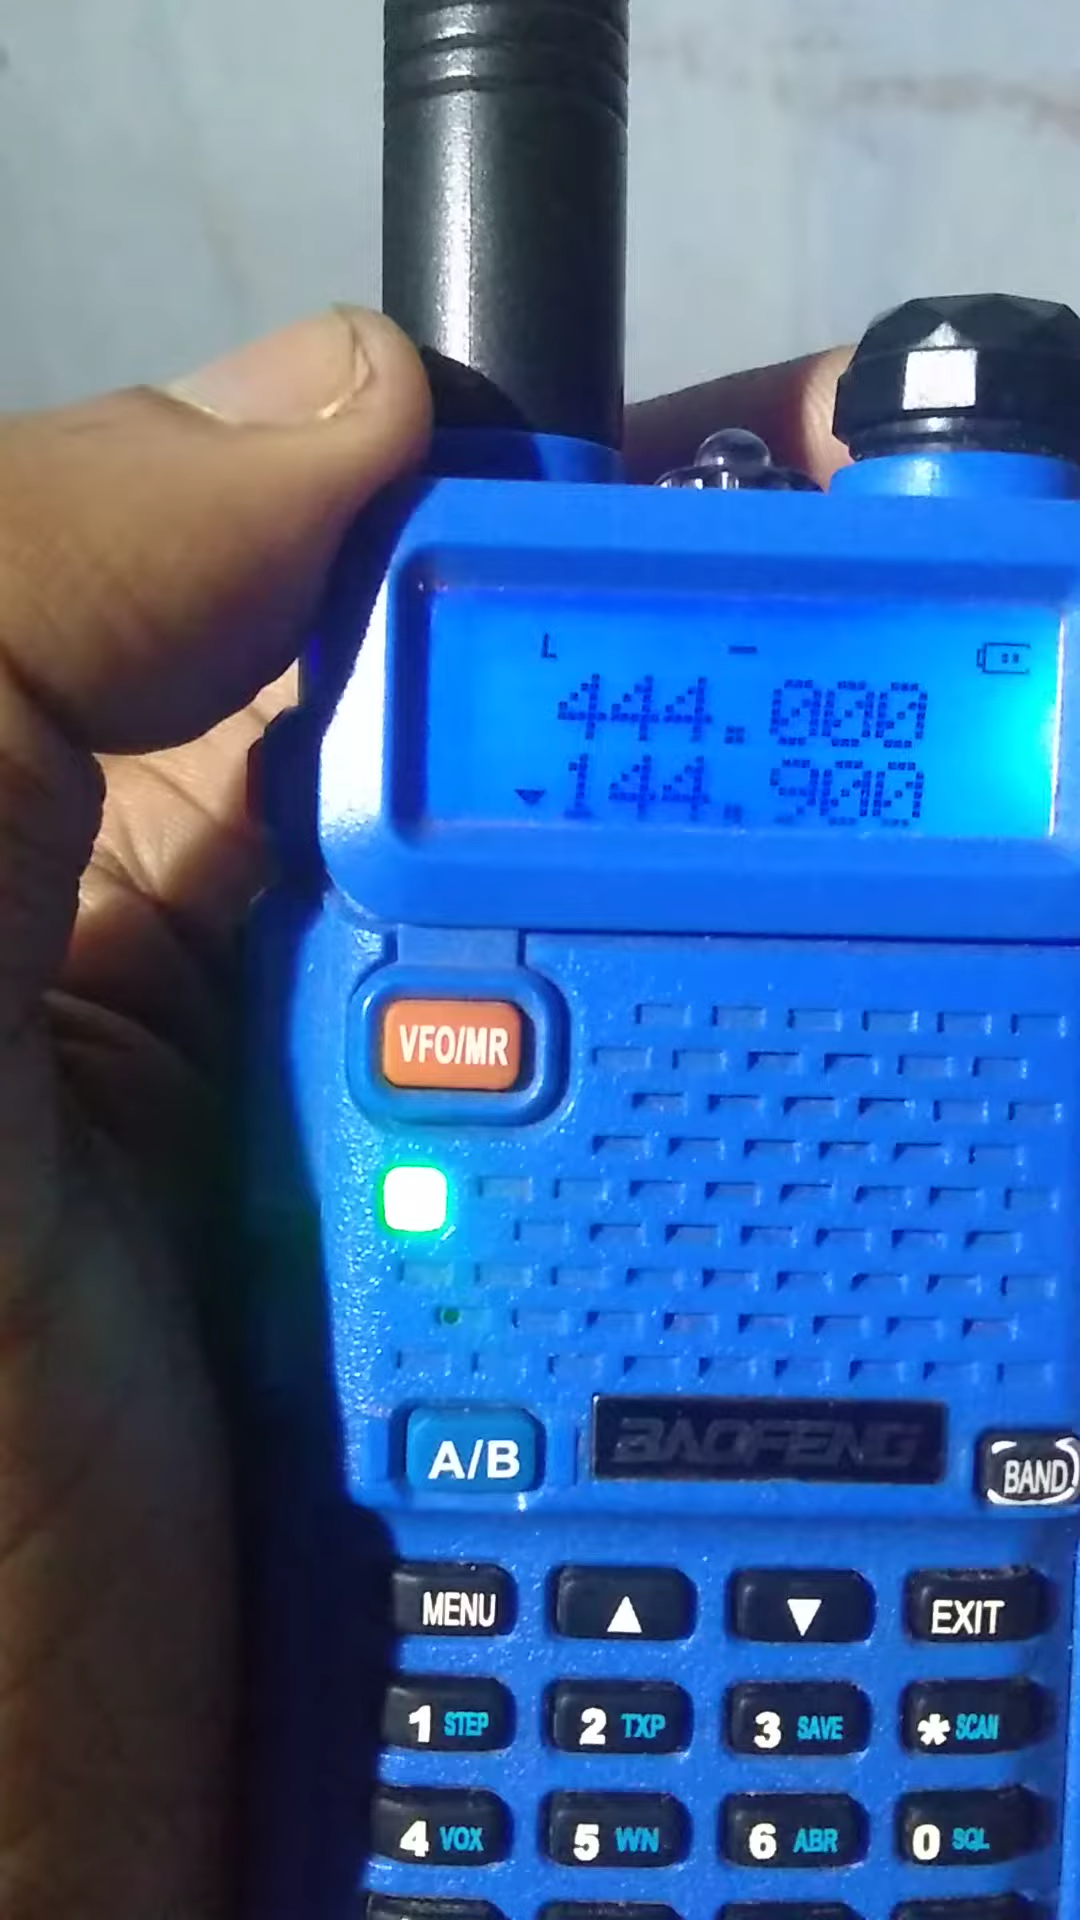 L -
444.000
144.900
VFO/MR
A/B
BAOFENG
BAND
MENU ▲ ▼ EXIT
1 STEP 2 TXP 3 SAVE * SCAN
4 VOX 5 WN 6 ABR 0 SQL